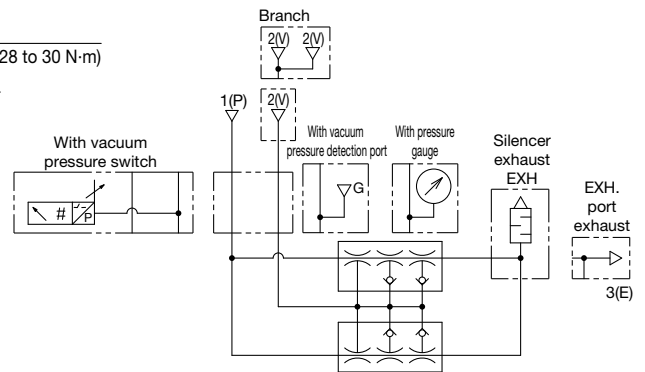 Branch
28 to 30 N·m)
2(V) 2(V)
1(P) 2(V)
With vacuum
pressure switch
With vacuum
pressure detection port
With pressure
gauge
Silencer
exhaust
EXH
EXH.
port
exhaust
G
# P
3(E)